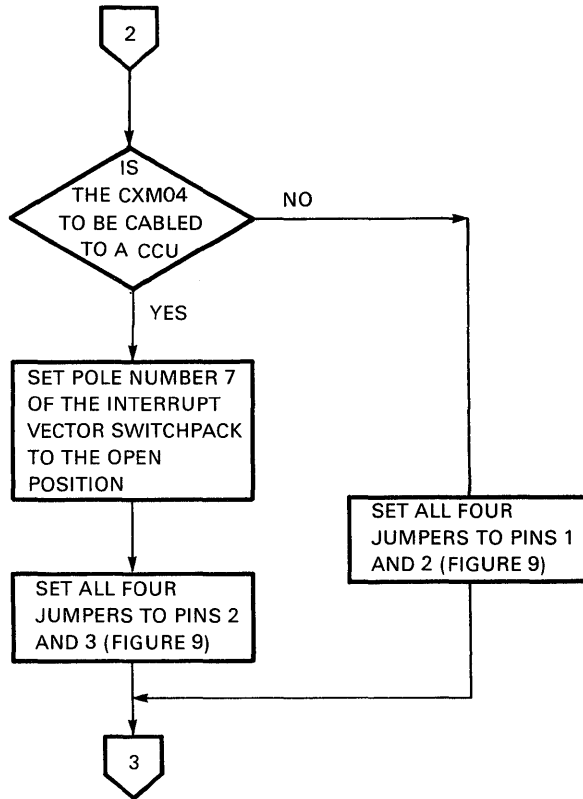 2
IS
THE CXM04
TO BE CABLED
TO A CCU
NO
YES
SET POLE NUMBER 7
OF THE INTERRUPT
VECTOR SWITCHPACK
TO THE OPEN
POSITION
SET ALL FOUR
JUMPERS TO PINS 1
AND 2 (FIGURE 9)
SET ALL FOUR
JUMPERS TO PINS 2
AND 3 (FIGURE 9)
3